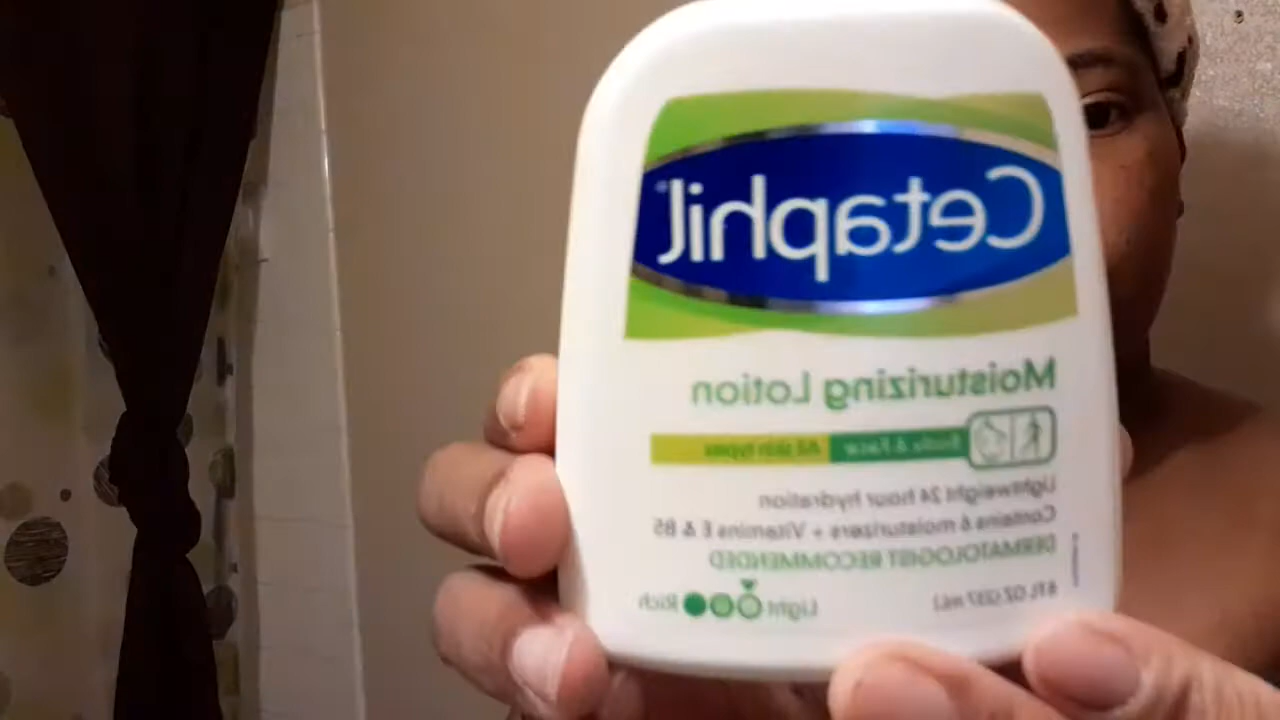 Cetaphil
Moisturizing Lotion
Body & Face All skin types
Lightweight 24 hour hydration
Contains 6 moisturizers + Vitamins E & B5
DERMATOLOGIST RECOMMENDED
8 FL OZ (237 mL)
Light Rich